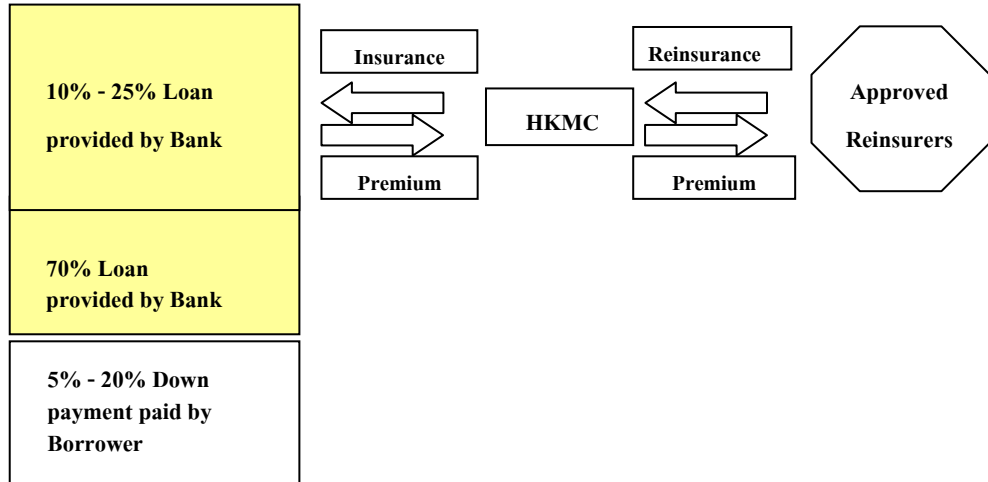 10% - 25% Loan
provided by Bank
Insurance
Premium
HKMC
Reinsurance
Premium
Approved
Reinsurers
70% Loan
provided by Bank
5% - 20% Down
payment paid by
Borrower